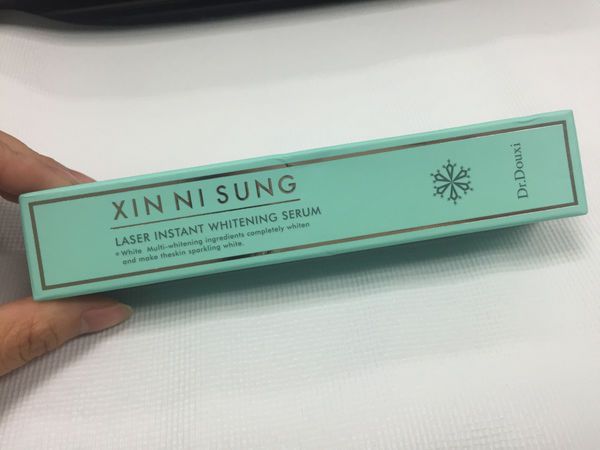 XIN NI SUNG
LASER INSTANT WHITENING SERUM
* White Multi-whitening ingredients completely whiten
and make theskin sparkling white.
Dr.Douxi